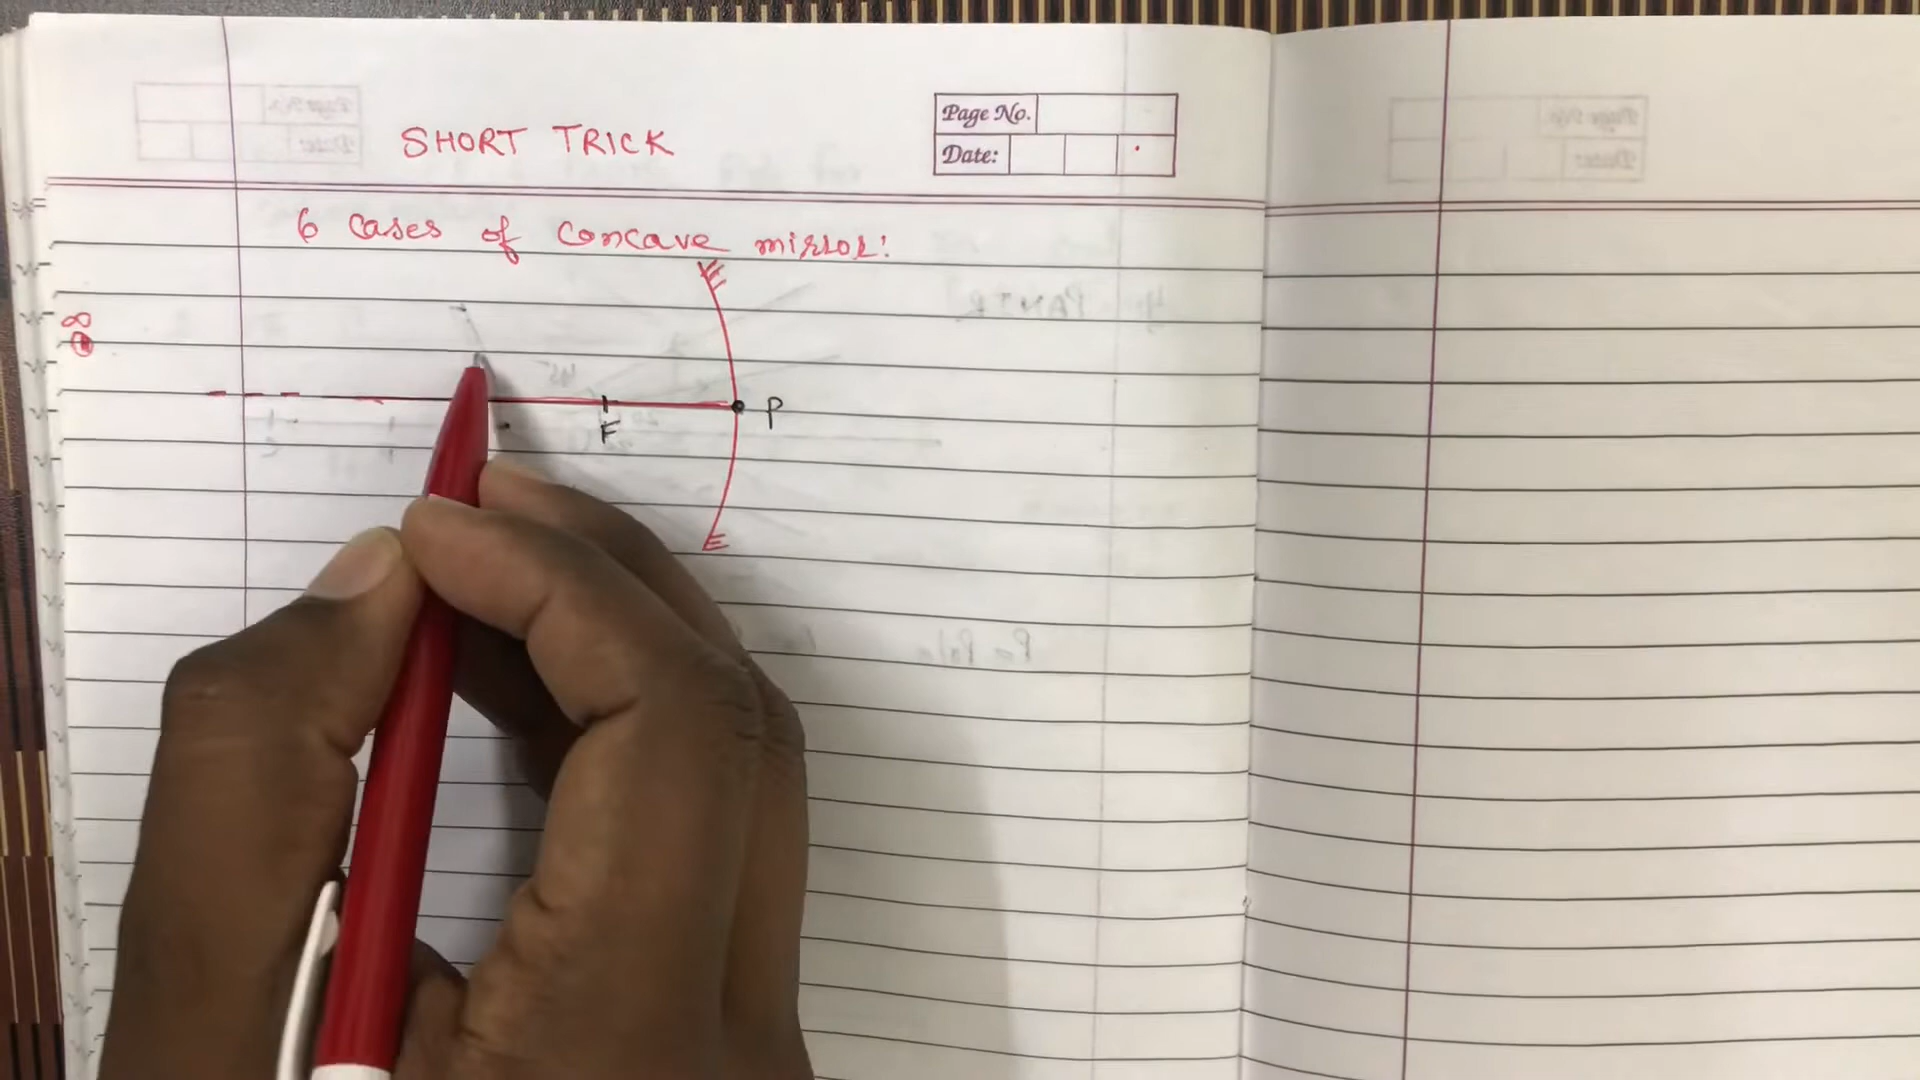 SHORT TRICK
Page No.
Date:
6 cases of concave mirror:
∞
P
F